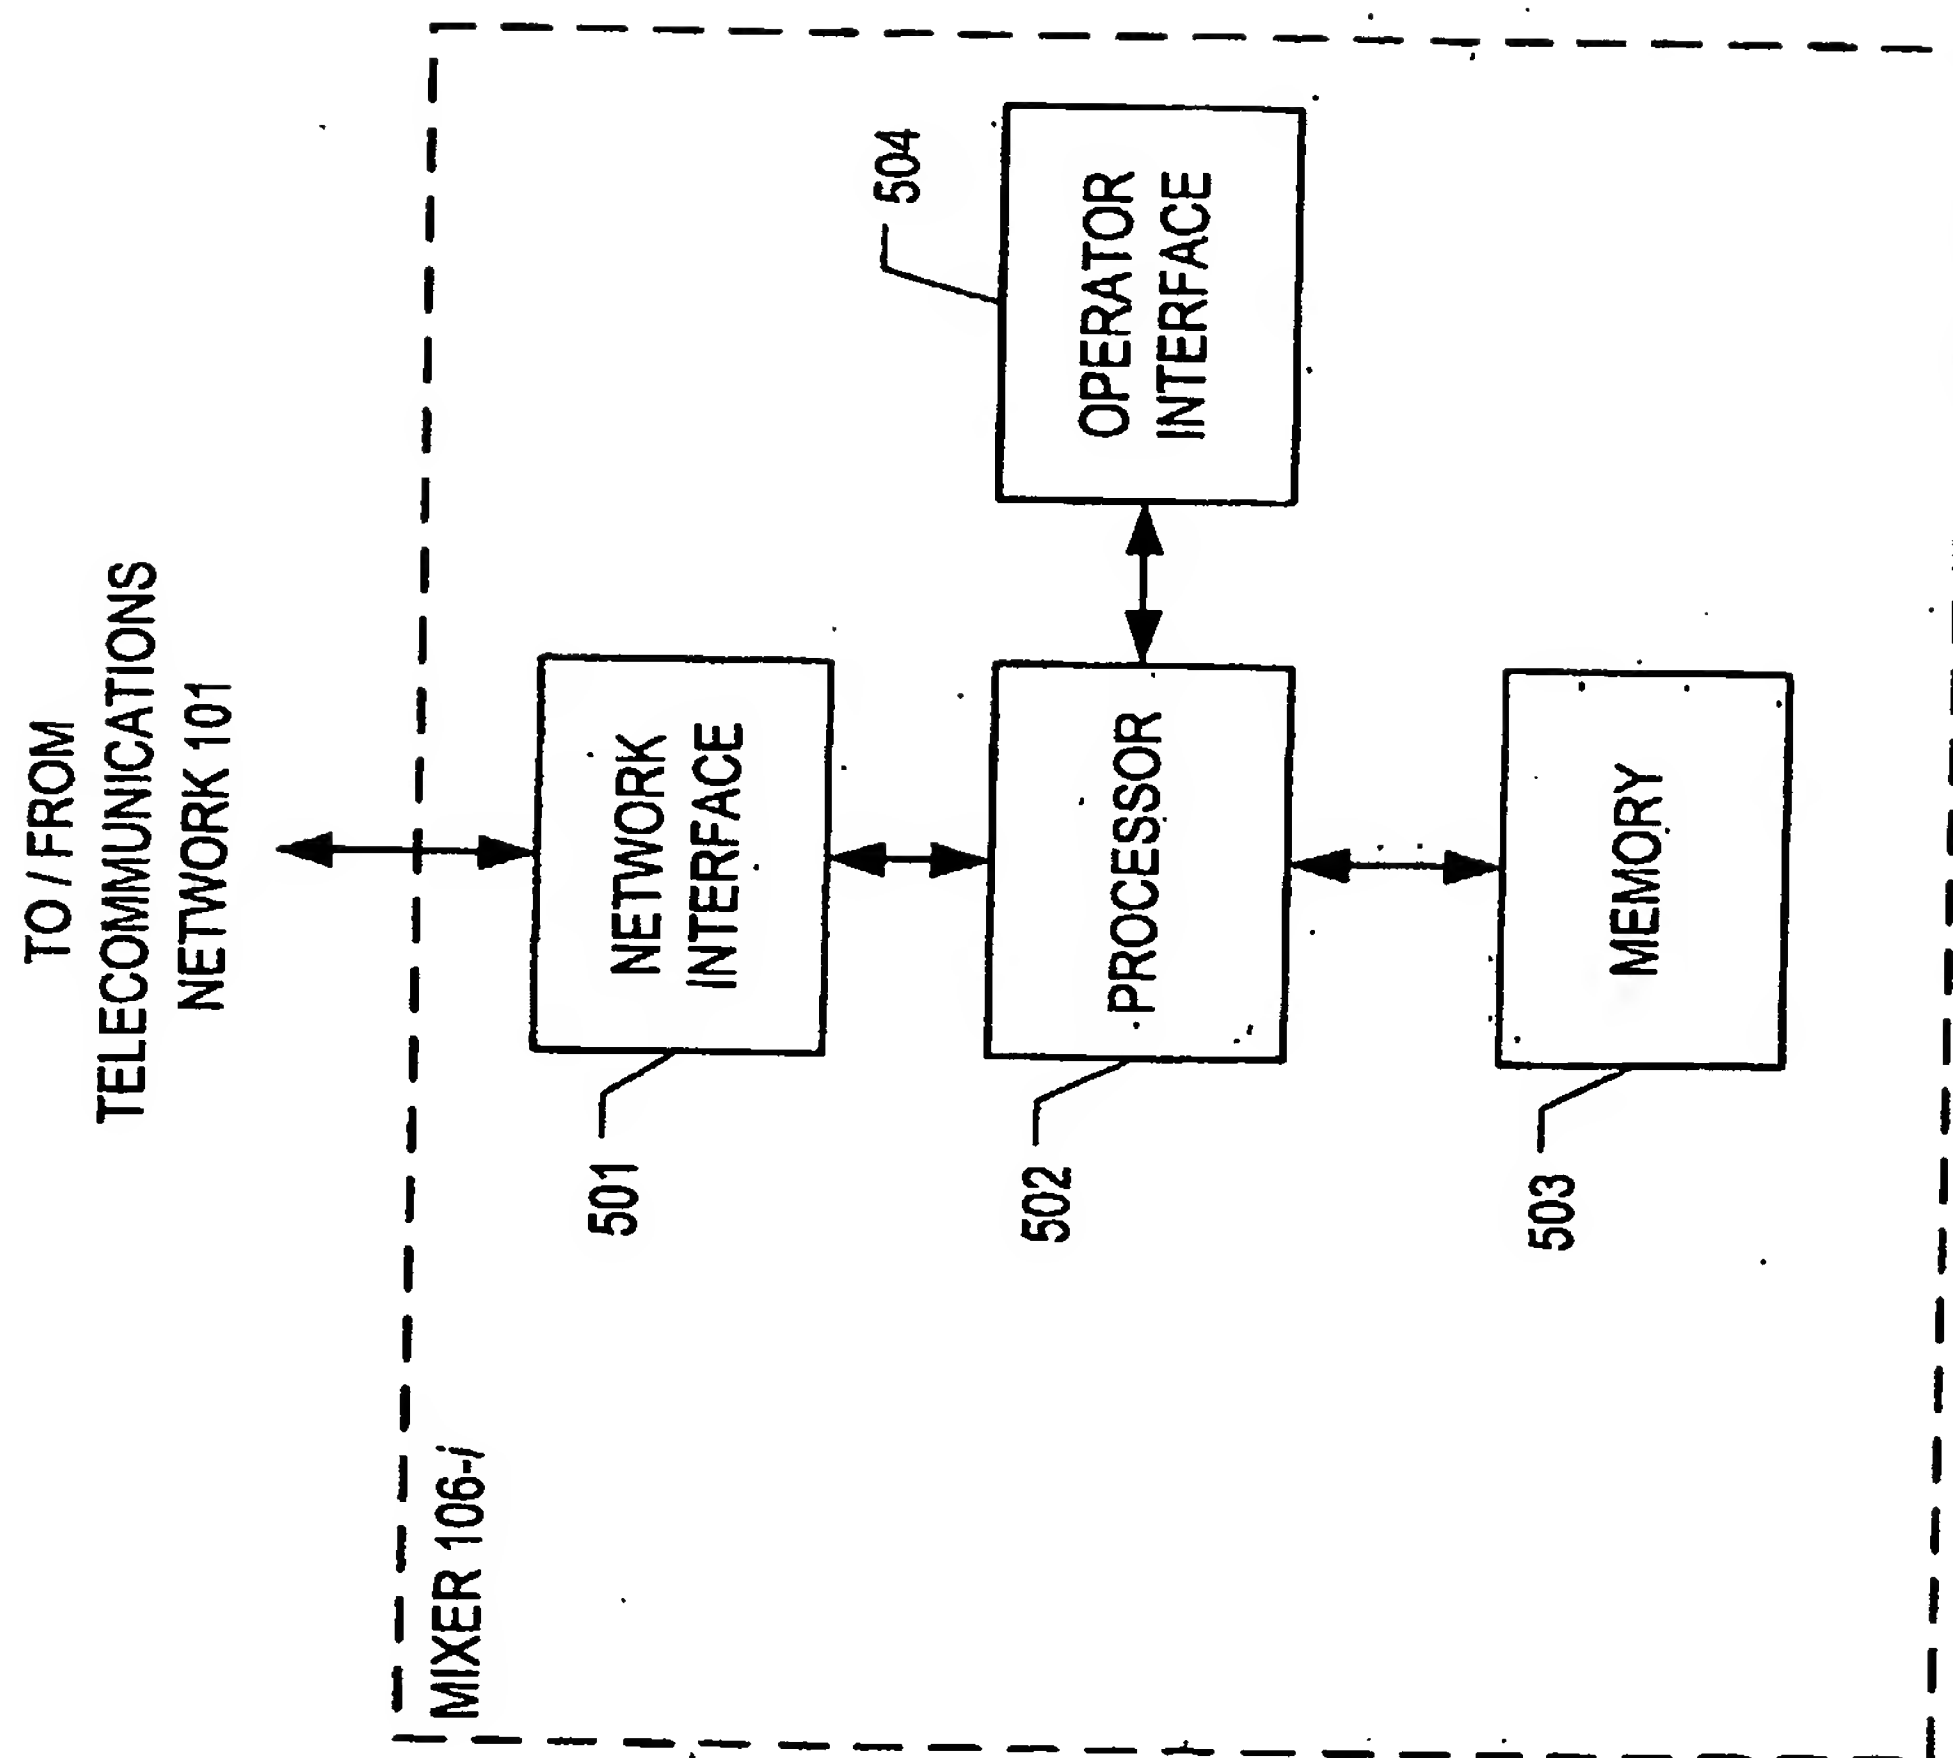 TO / FROM
TELECOMMUNICATIONS
NETWORK 101
MIXER 106-i
501
NETWORK
INTERFACE
502
PROCESSOR
504
OPERATOR
INTERFACE
503
MEMORY